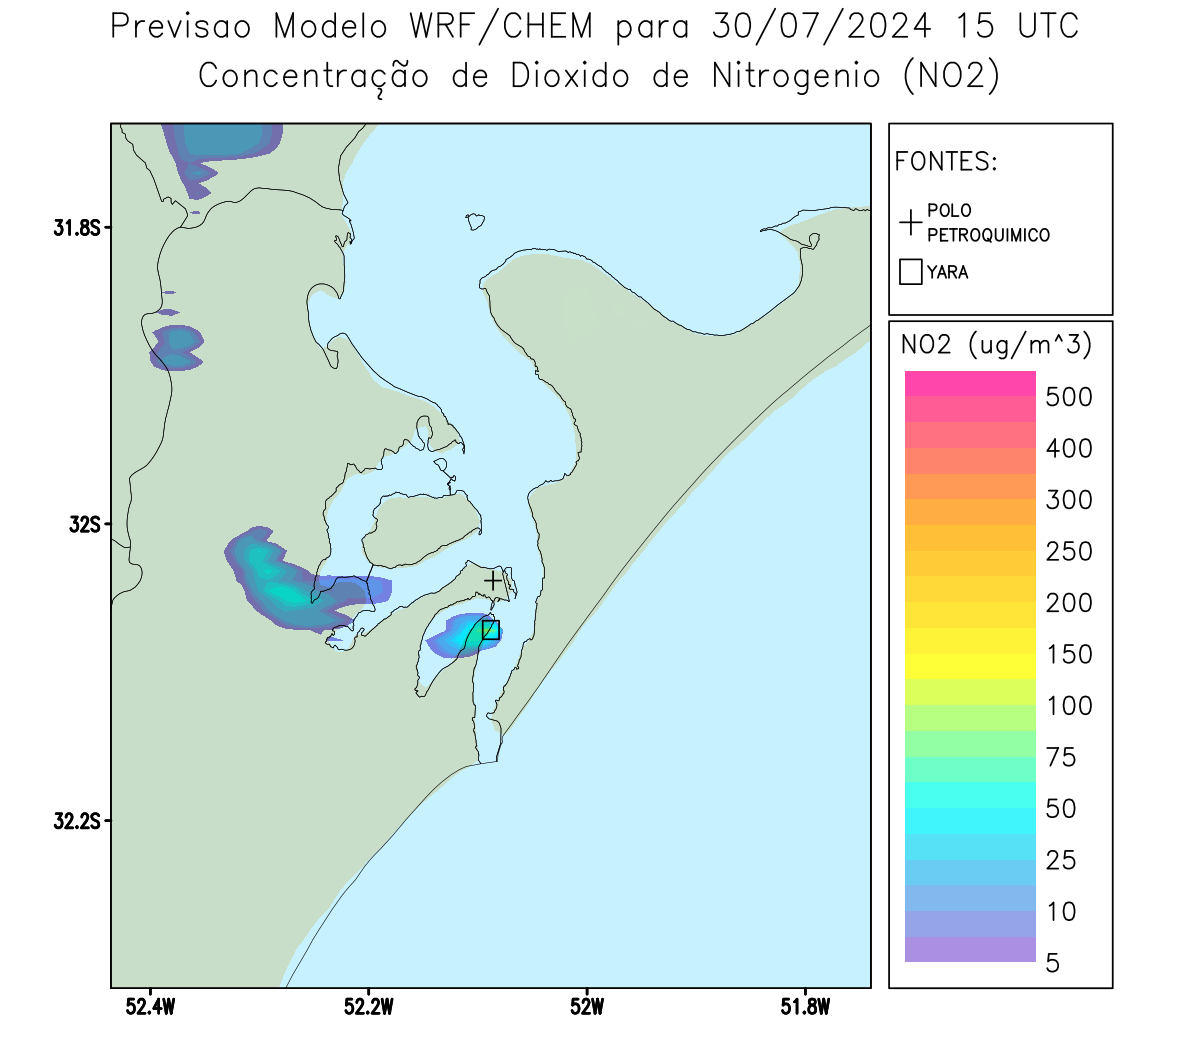 Previsao Modelo WRF/CHEM para 30/07/2024 15 UTC
Concentração de Dioxido de Nitrogenio (NO2)
FONTES:
POLO
PETROQUIMICO
YARA
NO2 (ug/m^3)
500
400
300
250
200
150
100
75
50
25
10
5
31.8S
32S
32.2S
52.4W
52.2W
52W
51.8W